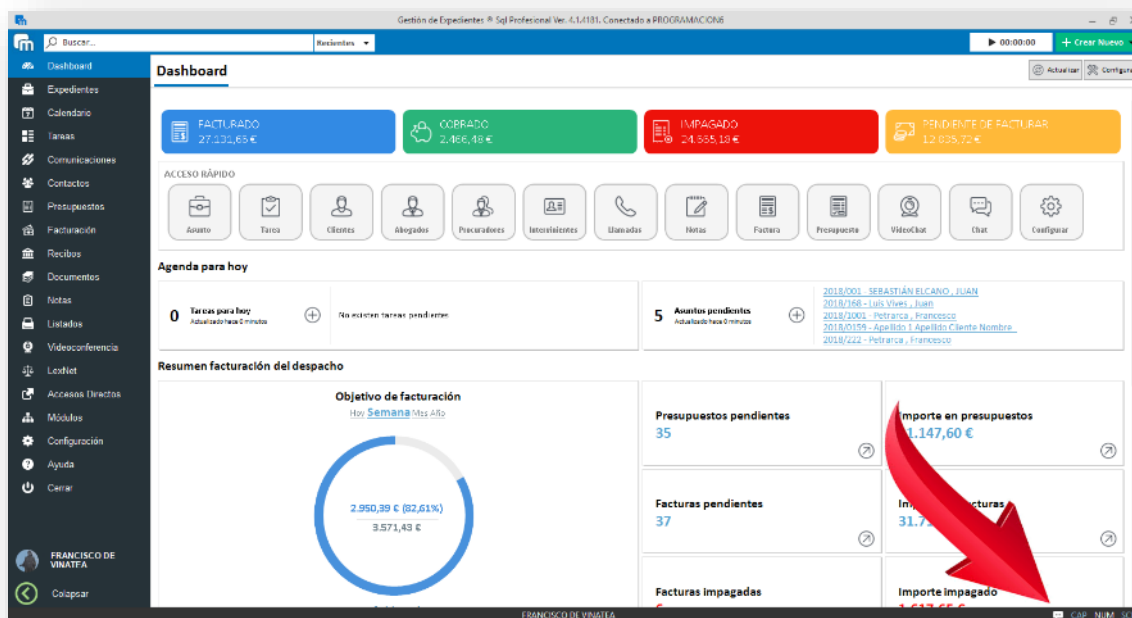 Gestión de Expedientes ® Sql Profesional Ver. 4.1.4181. Conectado a PROGRAMACION6
Buscar...
Recientes
00:00:00
+ Crear Nuevo
Dashboard
Expedientes
Calendario
Tareas
Comunicaciones
Contactos
Presupuestos
Facturación
Recibos
Documentos
Notas
Listados
Videoconferencia
LexNet
Accesos Directos
Módulos
Configuración
Ayuda
Cerrar
FRANCISCO DE
VINATEA
Colapsar
Dashboard
Actualizar
Configura
FACTURADO
27.131,65 €
COBRADO
2.466,48 €
IMPAGADO
24.665,18 €
PENDIENTE DE FACTURAR
12.835,72 €
ACCESO RÁPIDO
Asunto
Tarea
Clientes
Abogados
Procuradores
Intervinientes
Llamadas
Notas
Factura
Presupuesto
VideoChat
Chat
Configurar
Agenda para hoy
0
Tareas para hoy
Actualizado hace 0 minutos
No existen tareas pendientes
5
Asuntos pendientes
Actualizado hace 0 minutos
2018/001 - SEBASTIÁN ELCANO , JUAN
2018/168 - Luis Vives , Juan
2018/1001 - Petrarca , Francesco
2018/0159 - Apellido 1 Apellido Cliente Nombre
2018/222 - Petrarca , Francesco
Resumen facturación del despacho
Objetivo de facturación
Hoy Semana Mes Año
2.950,39 € (82,61%)
3.571,43 €
Presupuestos pendientes
35
Importe en presupuestos
1.147,60 €
Facturas pendientes
37
31.7
Facturas impagadas
Importe Impagado
1.617,65 €
FRANCISCO DE VINATEA
CAP NUM SC